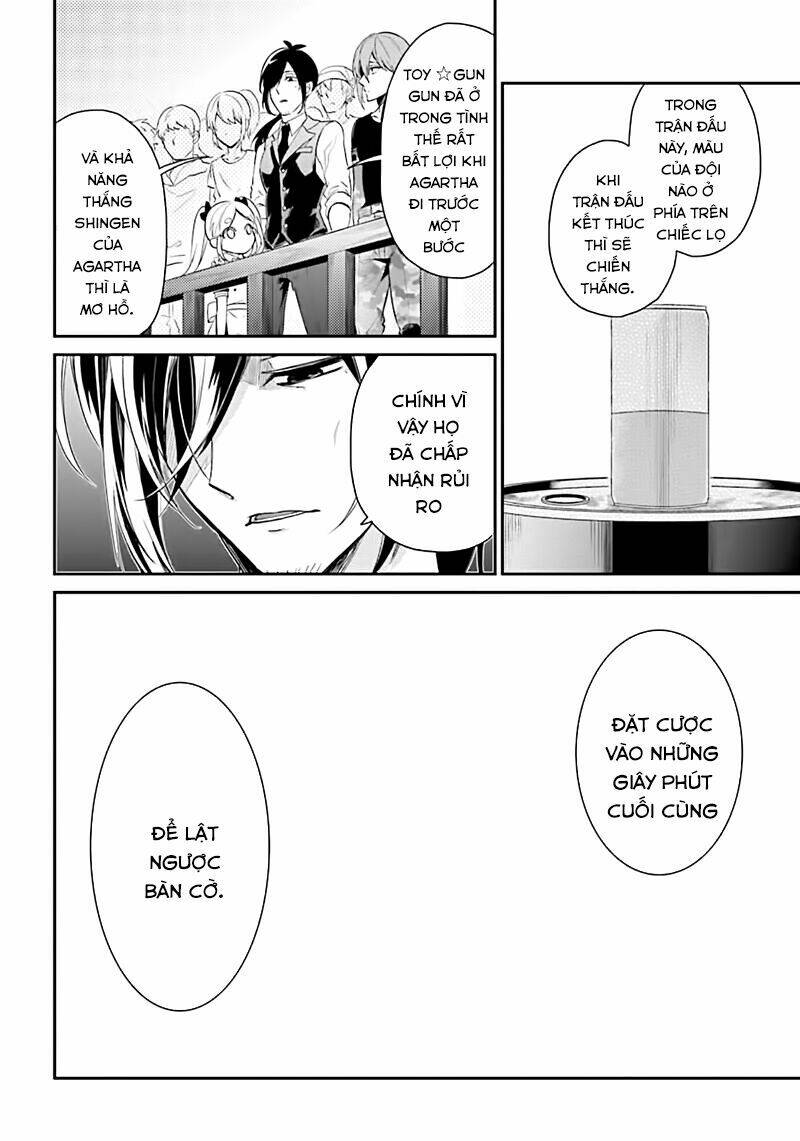 TRONG
TRẬN ĐẤU
NÀY, MÀU
CỦA ĐỘI
NÀO Ở
PHÍA TRÊN
CHIẾC LỌ
KHI
TRẬN ĐẤU
KẾT THÚC
THÌ SẼ
CHIẾN
THẮNG.
TOY ☆GUN
GUN ĐÃ Ở
TRONG TÌNH
THẾ RẤT
BẤT LỢI KHI
AGARTHA
ĐI TRƯỚC
MỘT
BƯỚC
VÀ KHẢ
NĂNG
THẮNG
SHINGEN
CỦA
AGARTHA
THÌ LÀ
MƠ HỒ.
CHÍNH VÌ
VẬY HỌ
ĐÃ CHẤP
NHẬN RỦI
RO
ĐẶT CƯỢC
VÀO NHỮNG
GIÂY PHÚT
CUỐI CÙNG
ĐỂ LẬT
NGƯỢC
BÀN CỜ.